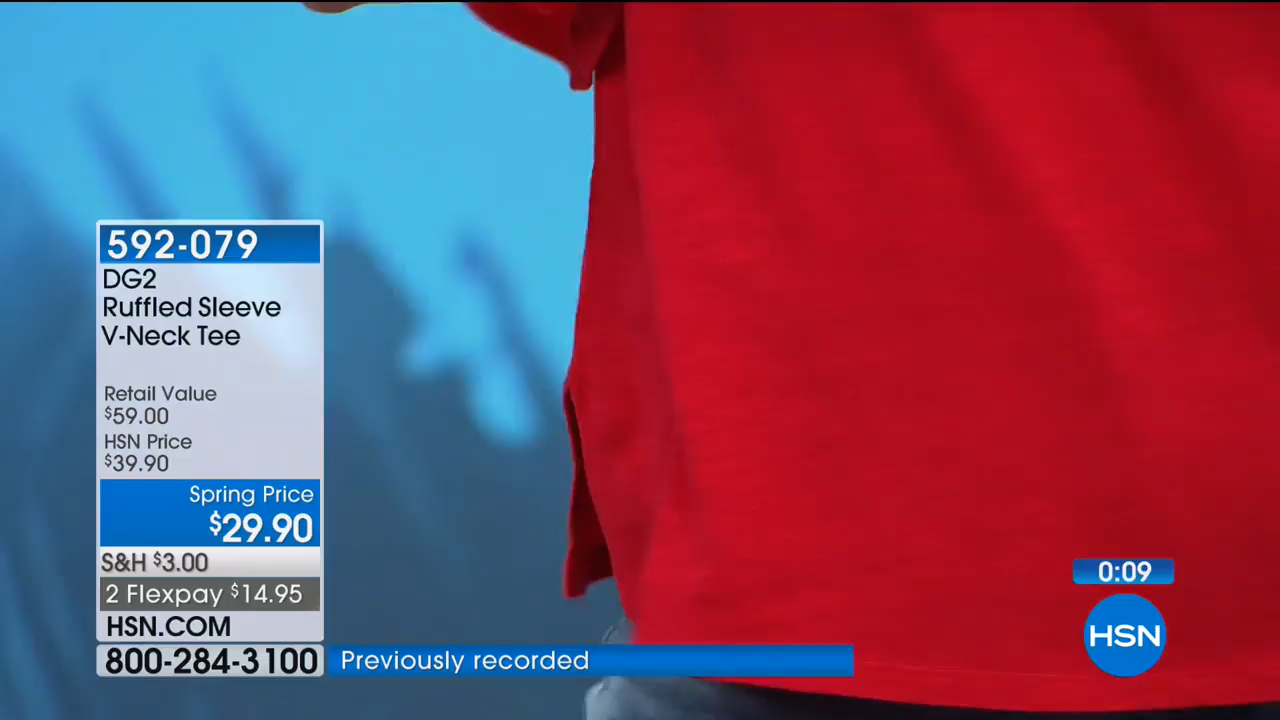 592-079
DG2
Ruffled Sleeve
V-Neck Tee
Retail Value
$59.00
HSN Price
$39.90
Spring Price
$29.90
S&H $3.00
2 Flexpay $14.95
HSN.COM
800-284-3100
Previously recorded
0:09
HSN